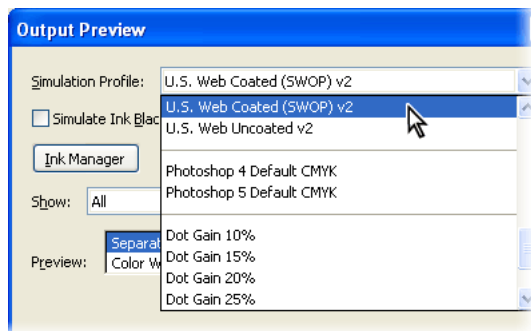 Output Preview
Simulation Profile: U.S. Web Coated (SWOP) v2
U.S. Web Coated (SWOP) v2
Simulate Ink
U.S. Web Uncoated v2
Ink Manager
Photoshop 4 Default CMYK
Photoshop 5 Default CMYK
Show: All
Dot Gain 10%
Dot Gain 15%
Preview: Color
Dot Gain 20%
Dot Gain 25%